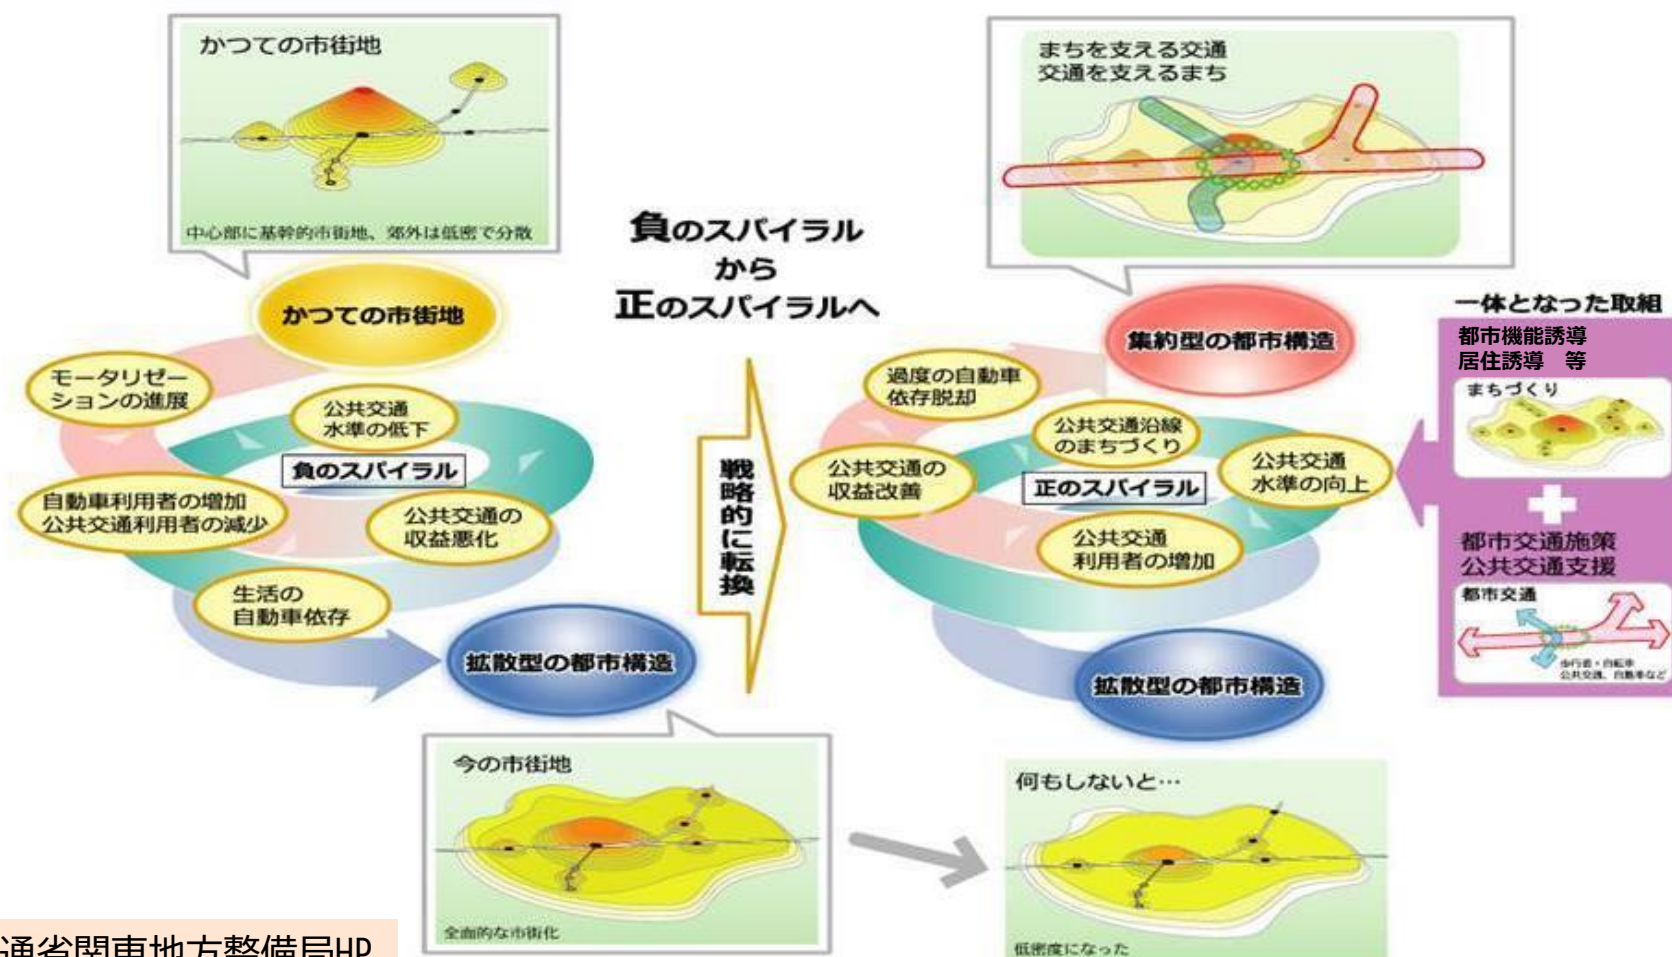 かつての市街地
中心部に基幹的市街地、郊外は低密で分散
まちを支える交通
交通を支えるまち
負のスパイラル
から
正のスパイラルへ
かつての市街地
モータリゼー
ションの進展
公共交通
水準の低下
負のスパイラル
自動車利用者の増加
公共交通利用者の減少
公共交通の
収益悪化
生活の
自動車依存
拡散型の都市構造
戦略的に転換
集約型の都市構造
過度の自動車
依存脱却
公共交通沿線
のまちづくり
公共交通の
収益改善
正のスパイラル
公共交通
水準の向上
公共交通
利用者の増加
拡散型の都市構造
一体となった取組
都市機能誘導
居住誘導 等
まちづくり
都市交通施策
公共交通支援
都市交通
歩行者・自転車
公共交通、自動車など
今の市街地
全面的な市街化
何もしないと…
低密度になった
通省関東地方整備局HP